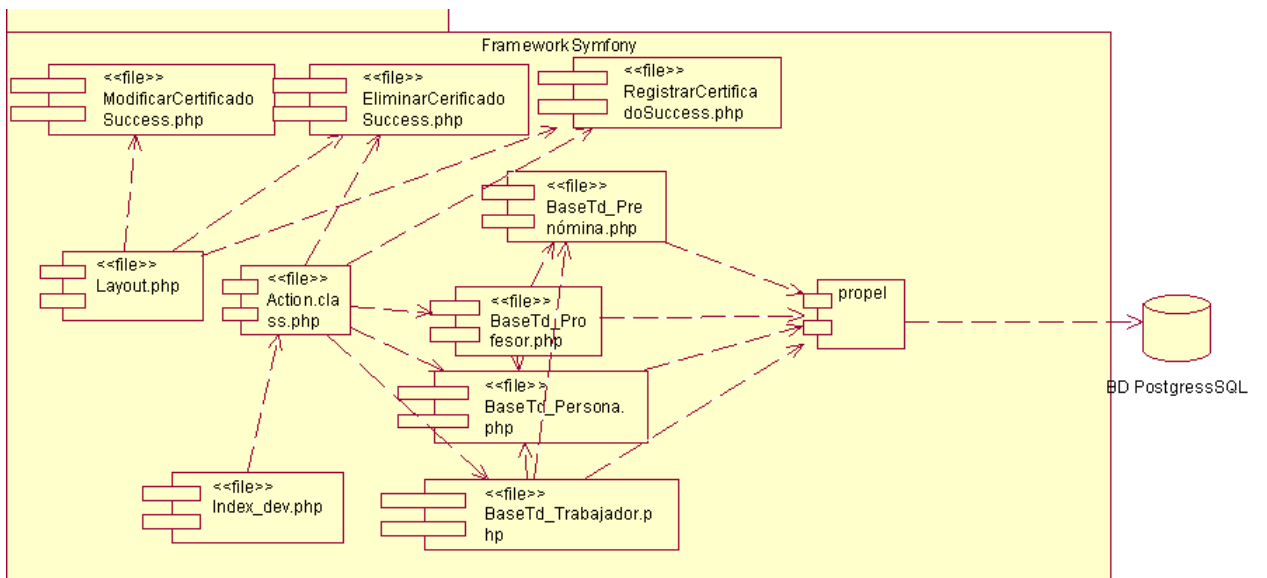 Framework Symfony
<<file>>
ModificarCertificado
Success.php
<<file>>
EliminarCerificado
Success.php
<<file>>
RegistrarCertifica
doSuccess.php
<<file>>
BaseTd_Pre
nómina.php
<<file>>
Layout.php
<<file>>
Action.cla
ss.php
<<file>>
BaseTd_Pro
fesor.php
propel
<<file>>
BaseTd_Persona.
php
BD PostgressSQL
<<file>>
Index_dev.php
<<file>>
BaseTd_Trabajador.p
hp